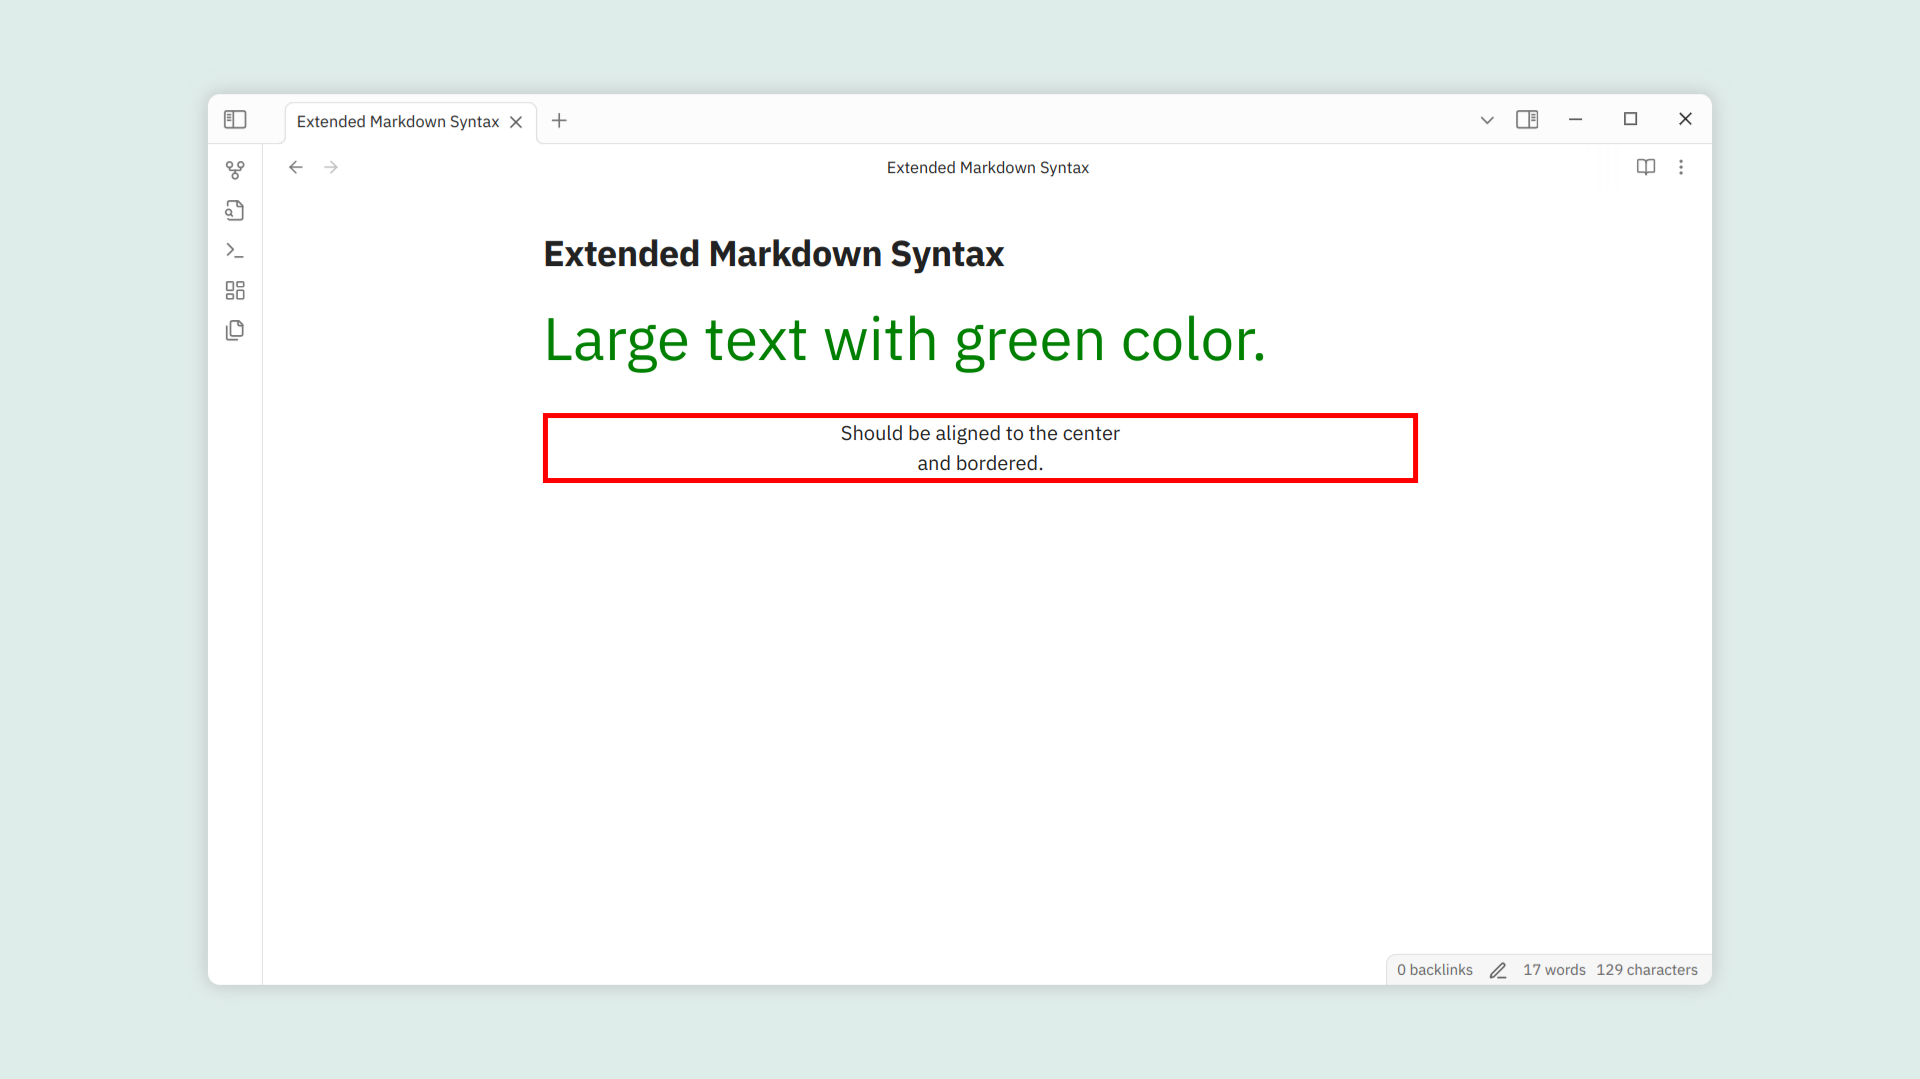 Extended Markdown Syntax
Extended Markdown Syntax
Extended Markdown Syntax
Large text with green color.
Should be aligned to the center
and bordered.
0 backlinks 17 words 129 characters